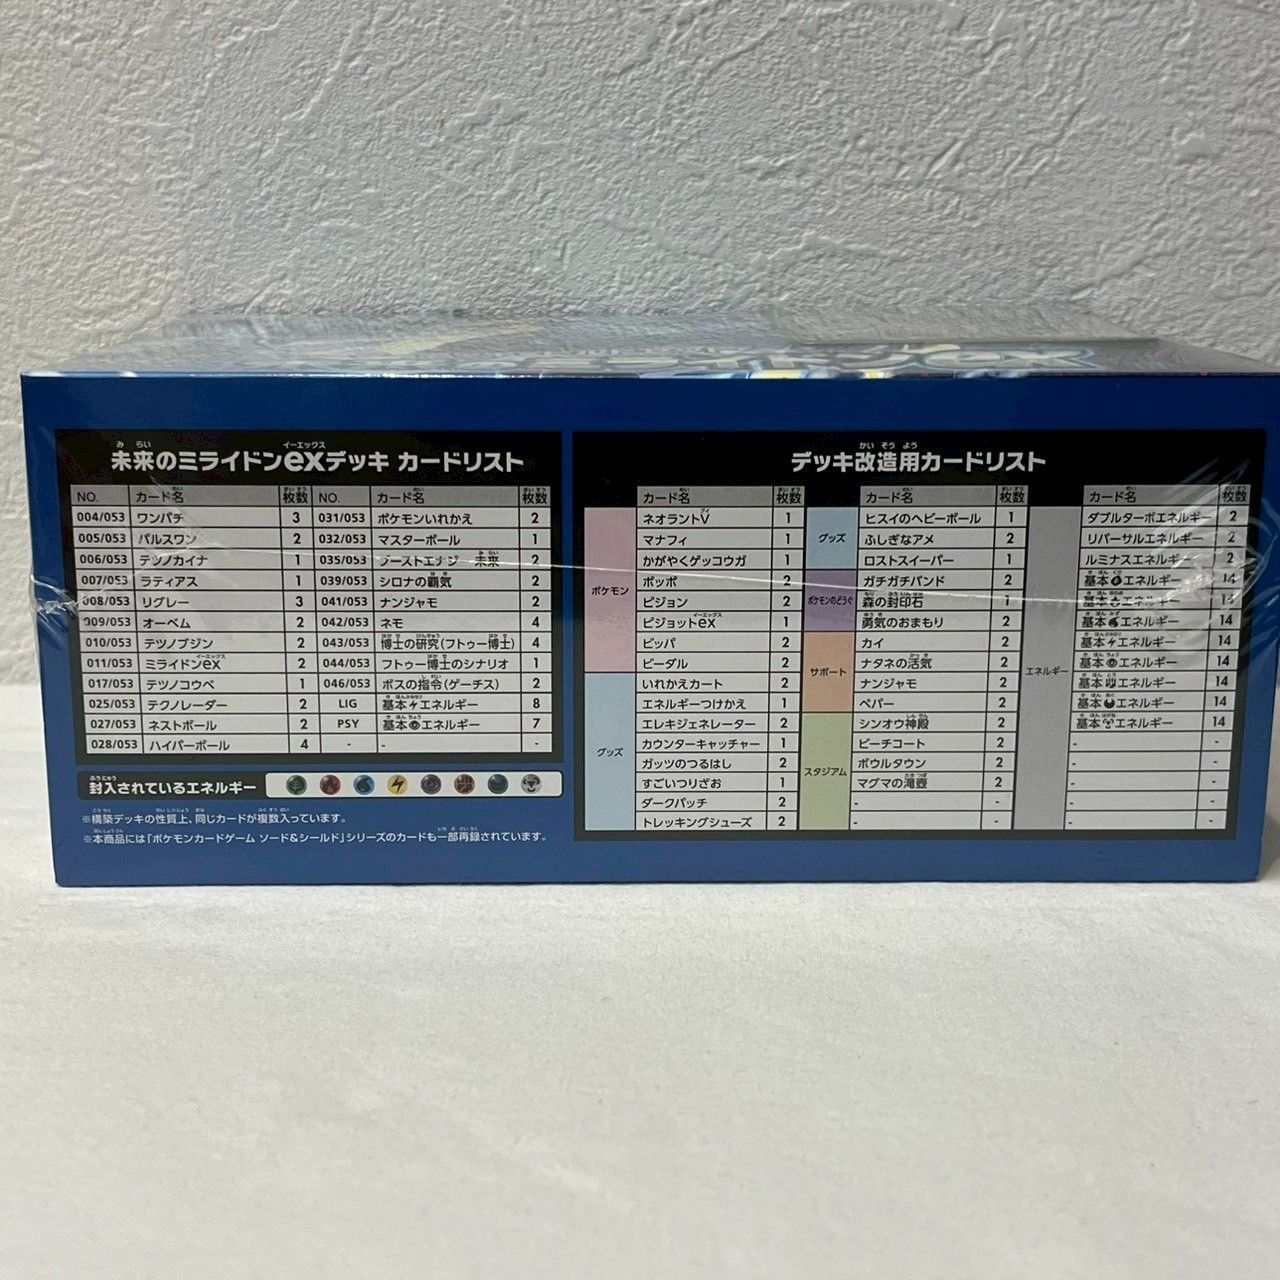 未来のミライドンexデッキ カードリスト
NO. カード名 枚数 NO. カード名 枚数
004/053 ワンパチ 3 031/053 ポケモンいれかえ 2
005/053 パルスワン 2 032/053 マスターボール 1
006/053 テツノカイナ 1 035/053 ブーストエナジー 未来 2
007/053 ラティアス 1 039/053 シロナの覇気 2
008/053 リグレー 3 041/053 ナンジャモ 2
009/053 オーベム 2 042/053 ネモ 4
010/053 テツノブジン 2 043/053 博士の研究(フトゥー博士) 4
011/053 ミライドンex 2 044/053 フトゥー博士のシナリオ 1
017/053 テツノコウベ 1 046/053 ボスの指令(ゲーチス) 2
025/053 テクノレーダー 2 LIG 基本エネルギー 8
027/053 ネストボール 2 PSY 基本エネルギー 7
028/053 ハイパーボール 4 - - -
封入されているエネルギー
※構築デッキの性質上、同じカードが複数入っています。
※本商品には「ポケモンカードゲーム ソード&シールド」シリーズのカードも一部再録されています。
デッキ改造用カードリスト
カード名 枚数 カード名 枚数 カード名 枚数
ポケモン
ネオラントV 1
マナフィ 1
かがやくゲッコウガ 1
ポッポ 2
ピジョン 2
ピジョットex 1
ビッパ 2
ビーダル 2
グッズ
いれかえカート 2
エネルギーつけかえ 1
エレキジェネレーター 2
カウンターキャッチャー 1
ガッツのつるはし 2
すごいつりざお 1
ダークパッチ 2
トレッキングシューズ 2
グッズ
ヒスイのヘビーボール 1
ふしぎなアメ 2
ロストスイーパー 1
ポケモンのどうぐ
ガチガチバンド 2
森の封印石 1
勇気のおまもり 2
サポート
カイ 2
ナタネの活気 2
ナンジャモ 2
ペパー 2
スタジアム
シンオウ神殿 2
ビーチコート 2
ボウルタウン 2
マグマの滝壺 2
- -
- -
エネルギー
ダブルターボエネルギー 2
リバーサルエネルギー 2
ルミナスエネルギー 2
基本エネルギー 14
基本エネルギー 14
基本エネルギー 14
基本エネルギー 14
基本エネルギー 14
基本エネルギー 14
基本エネルギー 14
基本エネルギー 14
- -
- -
- -
- -
- -